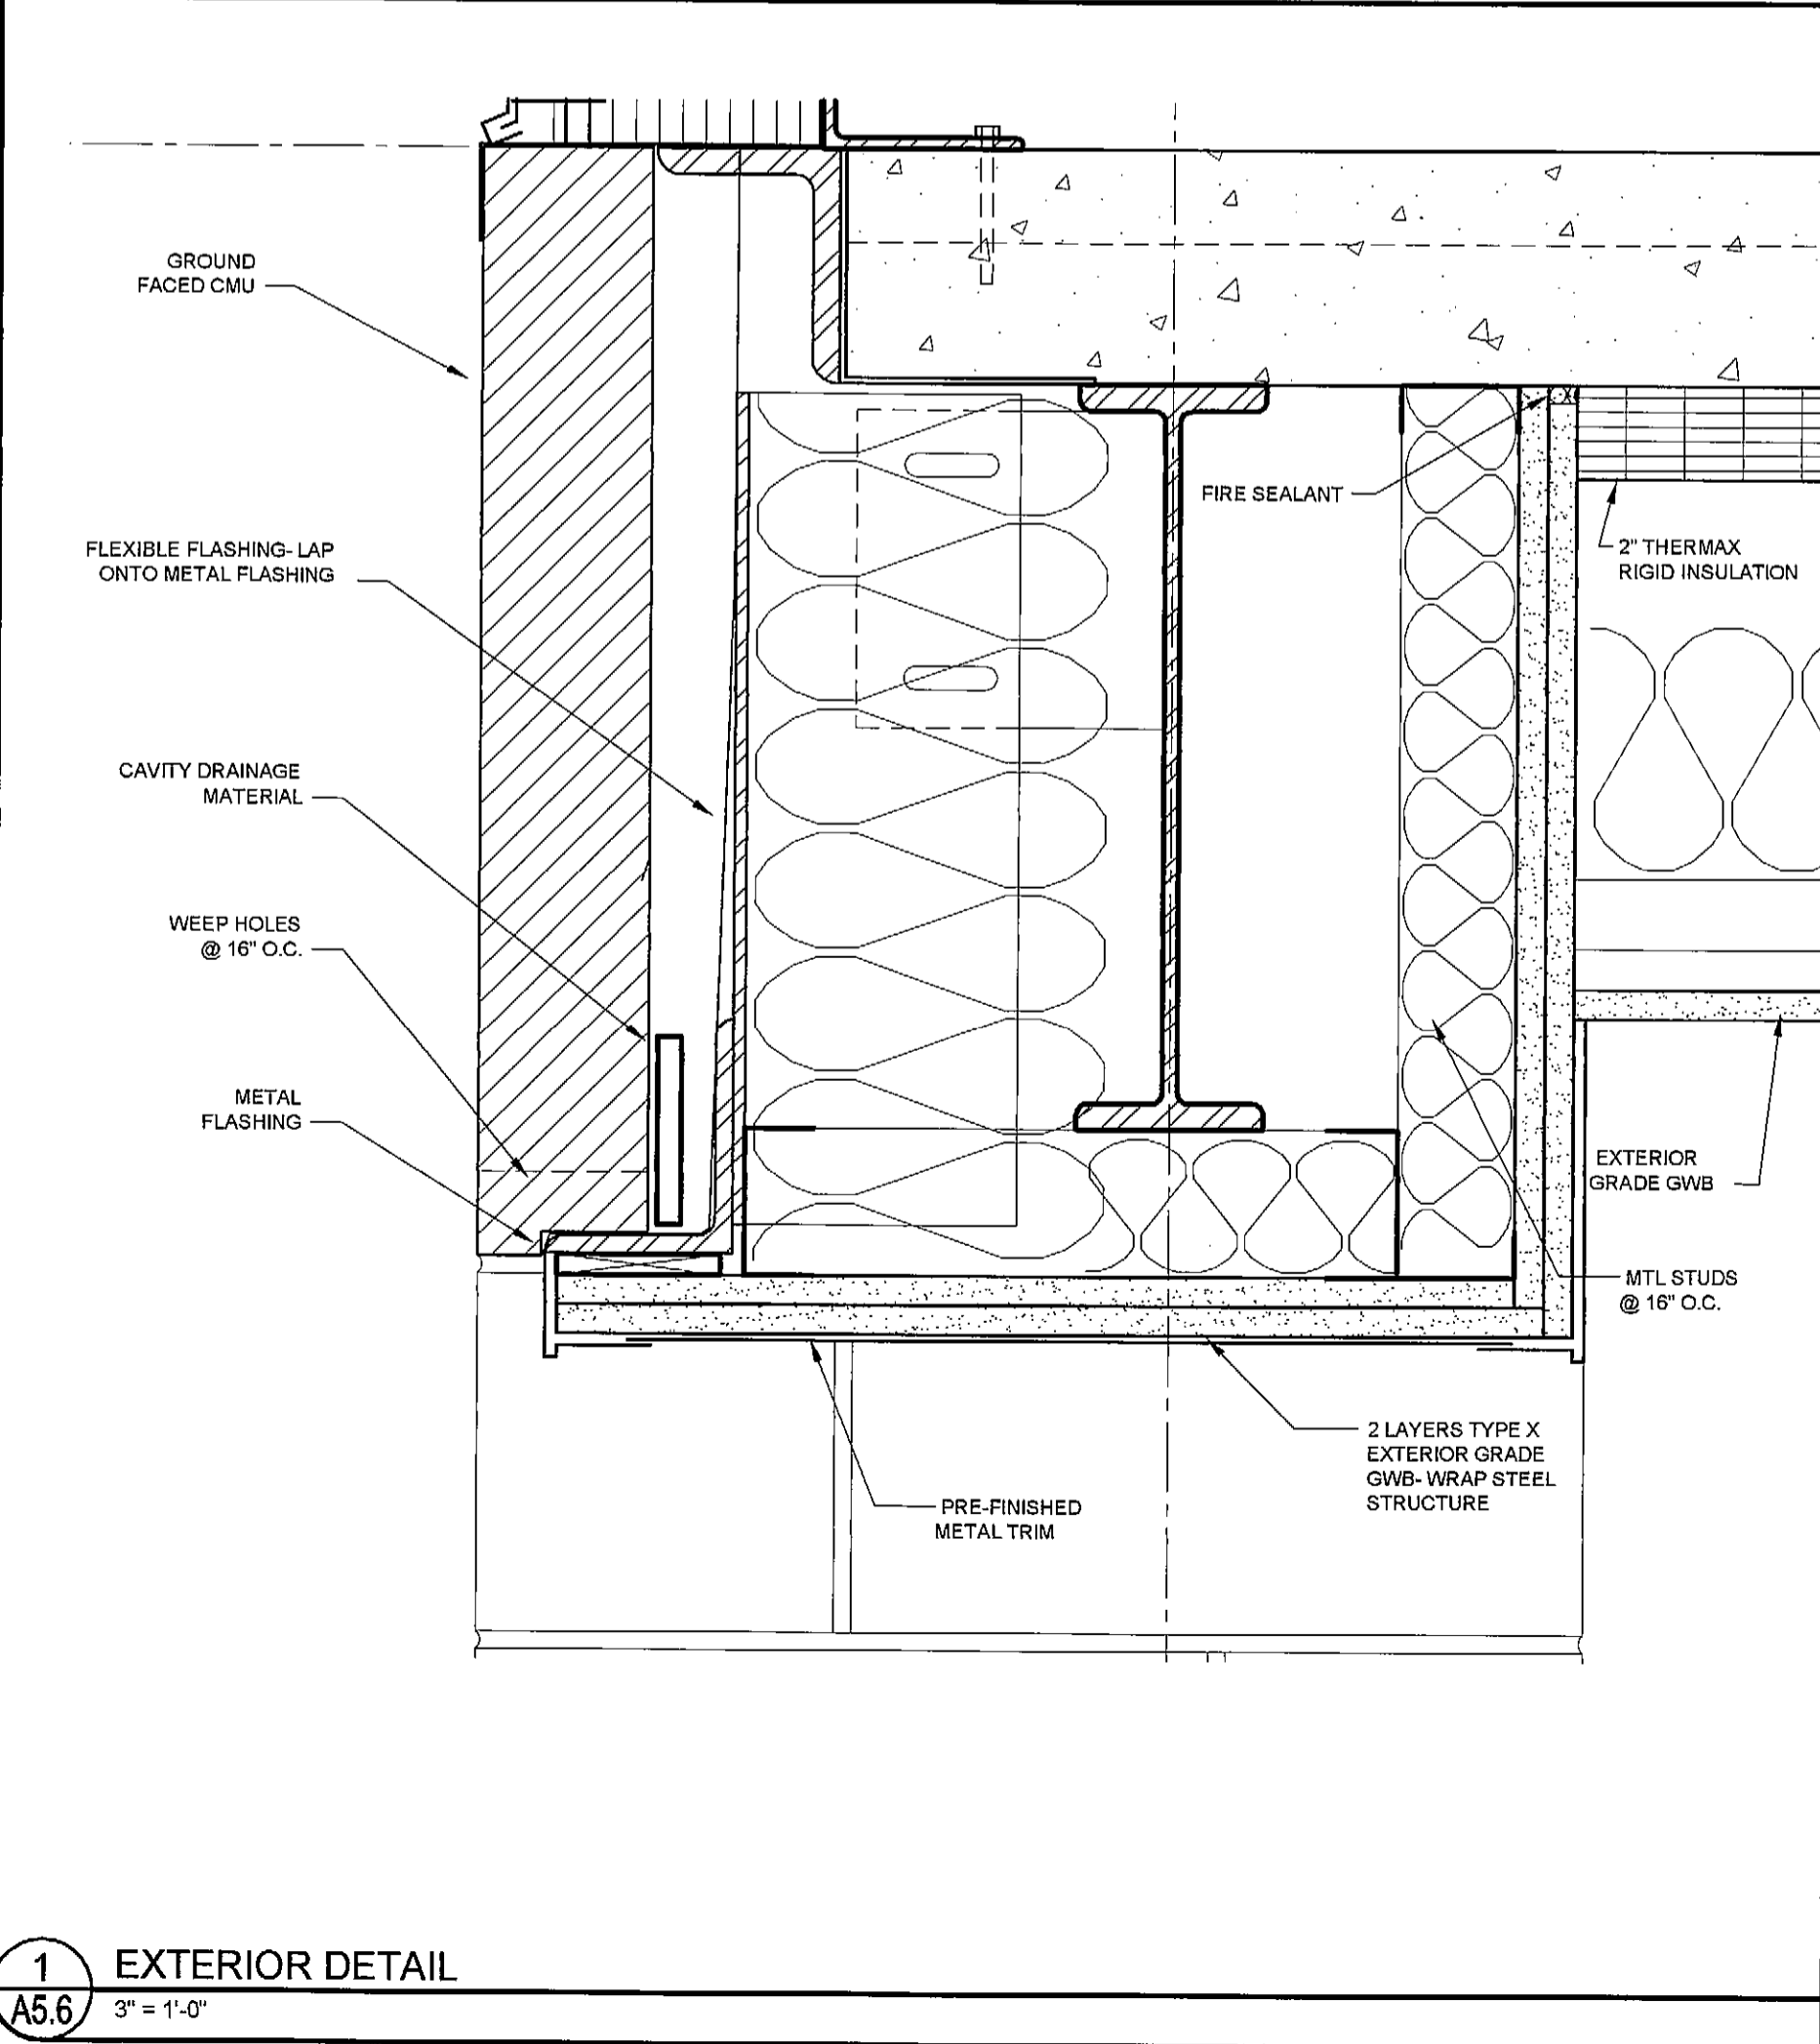 GROUND
FACED CMU
FLEXIBLE FLASHING- LAP
ONTO METAL FLASHING
CAVITY DRAINAGE
MATERIAL
WEEP HOLES
@ 16" O.C.
METAL
FLASHING
FIRE SEALANT
2" THERMAX
RIGID INSULATION
EXTERIOR
GRADE GWB
MTL STUDS
@ 16" O.C.
2 LAYERS TYPE X
EXTERIOR GRADE
GWB- WRAP STEEL
STRUCTURE
PRE-FINISHED
METAL TRIM
1
A5.6
EXTERIOR DETAIL
3" = 1'-0"